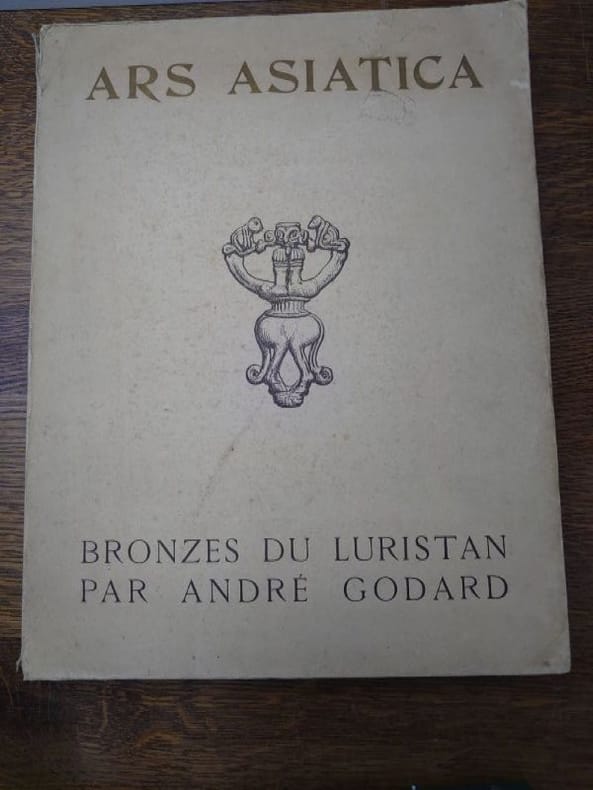 ARS ASIATICA
BRONZES DU LURISTAN
PAR ANDRÉ GODARD